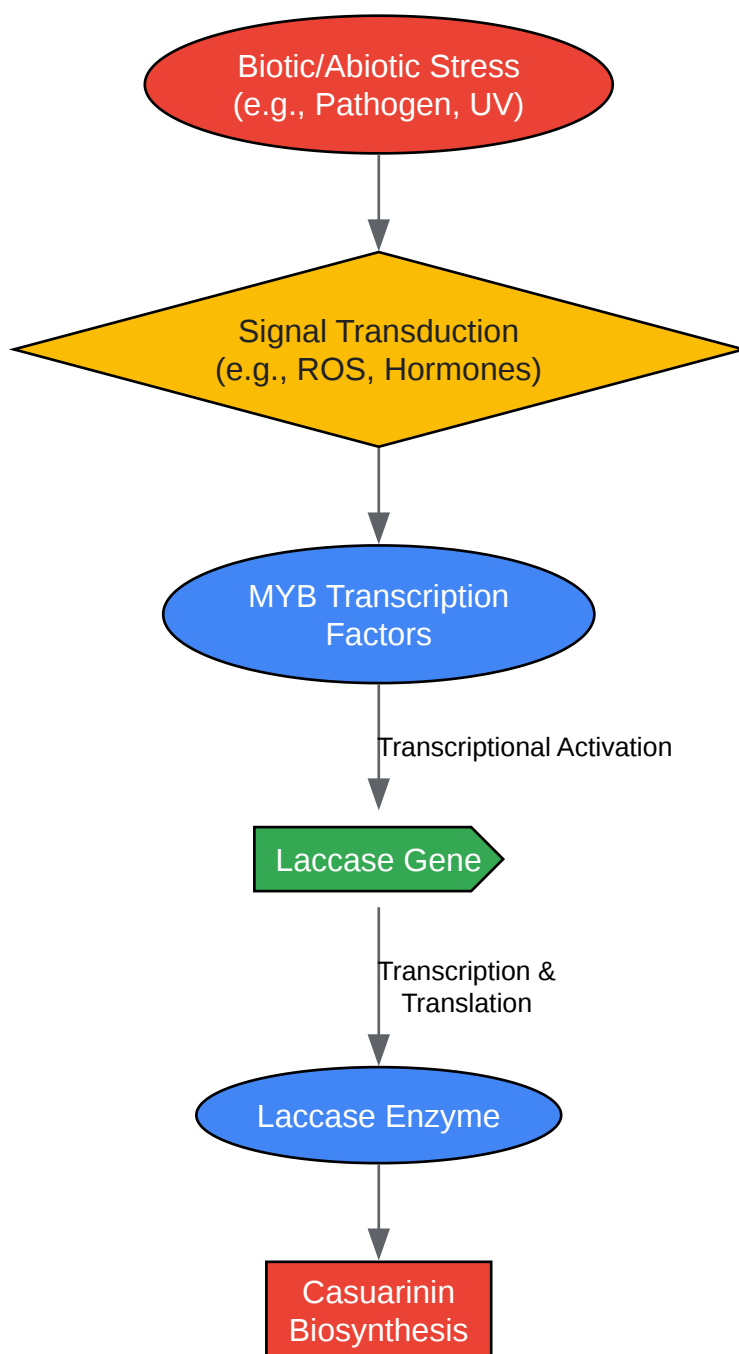 Biotic/Abiotic Stress
(e.g., Pathogen, UV)
Signal Transduction
(e.g., ROS, Hormones)
MYB Transcription
Factors
Transcriptional Activation
Laccase Gene
Transcription &
Translation
Laccase Enzyme
Casuarinin
Biosynthesis